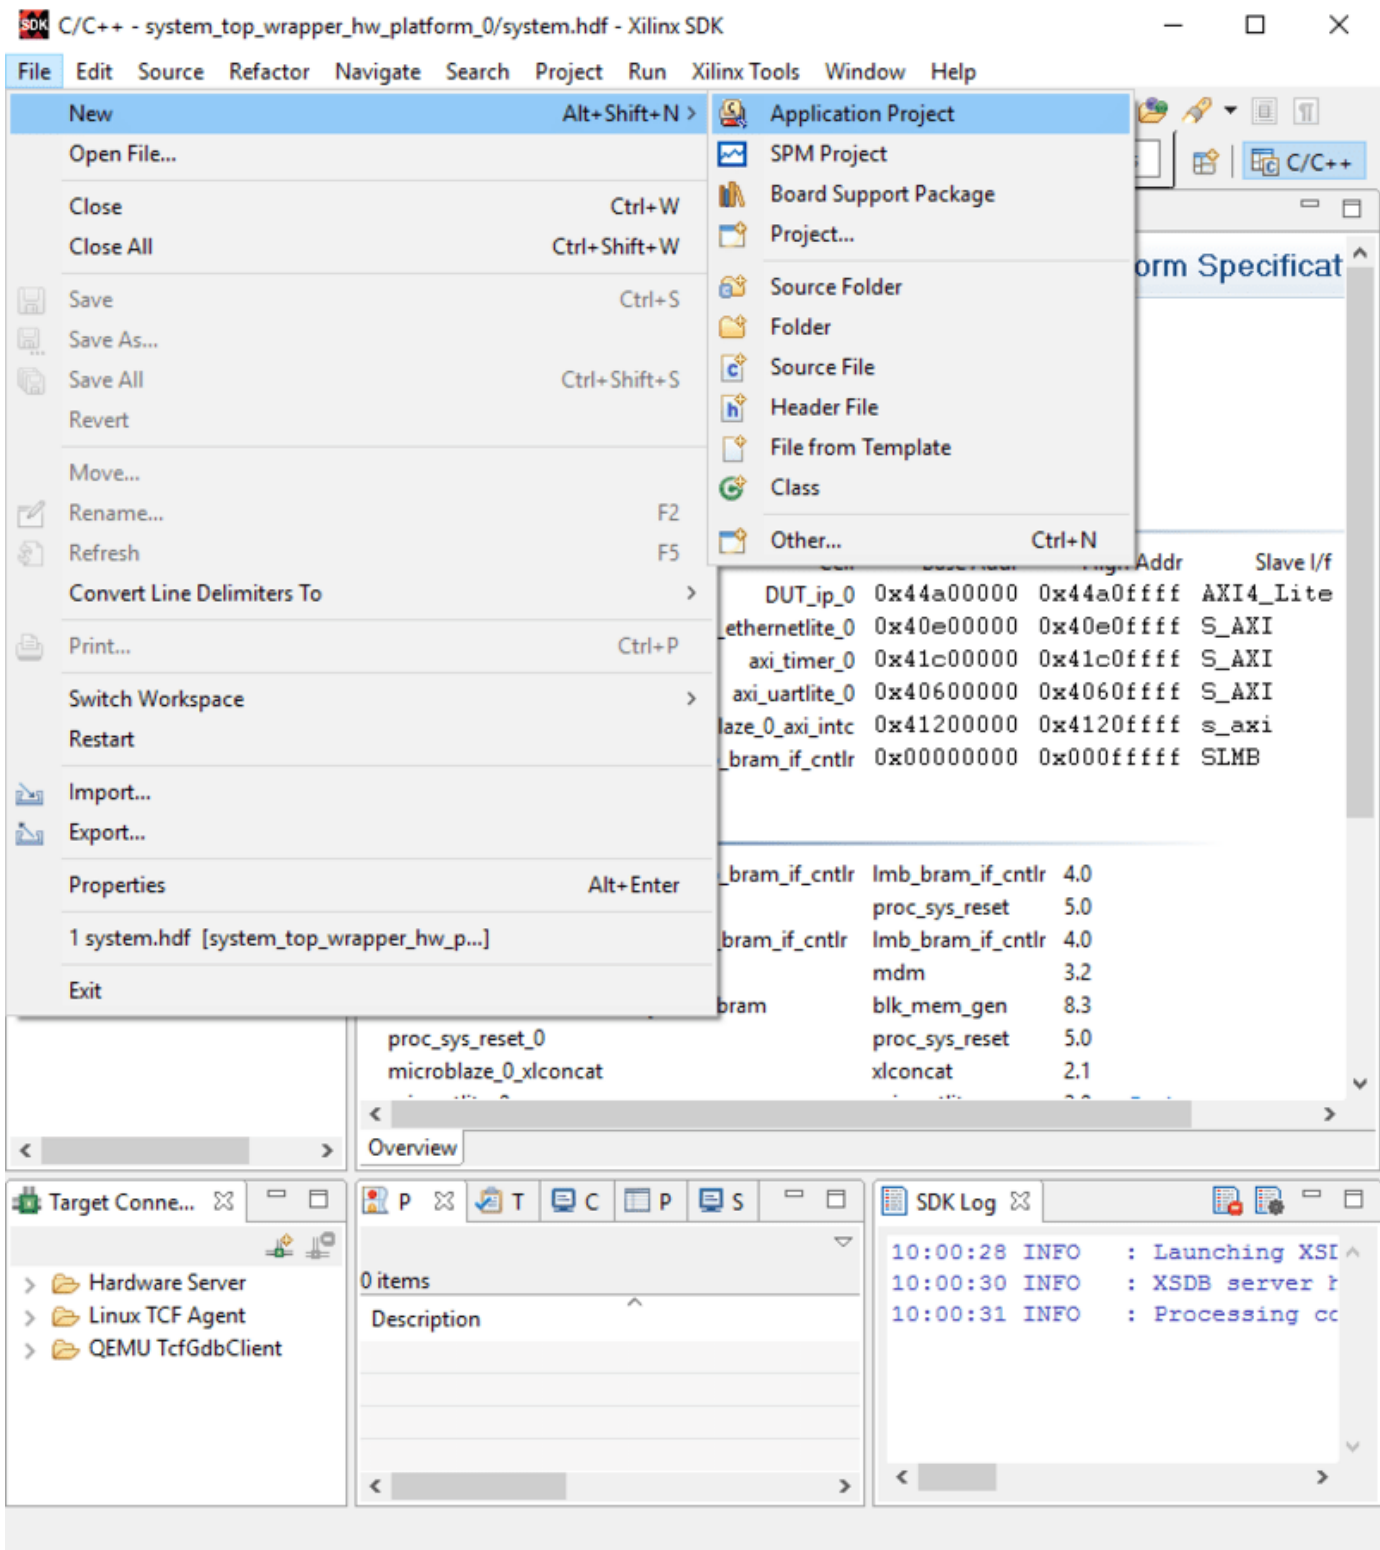 SDK C/C++ - system_top_wrapper_hw_platform_0/system.hdf - Xilinx SDK
File Edit Source Refactor Navigate Search Project Run Xilinx Tools Window Help
New Alt+Shift+N >
Open File...
Close Ctrl+W
Close All Ctrl+Shift+W
Save Ctrl+S
Save As...
Save All Ctrl+Shift+S
Revert
Move...
Rename... F2
Refresh F5
Convert Line Delimiters To >
Print... Ctrl+P
Switch Workspace >
Restart
Import...
Export...
Properties Alt+Enter
1 system.hdf [system_top_wrapper_hw_p...]
Exit
Application Project
SPM Project
Board Support Package
Project...
Source Folder
Folder
Source File
Header File
File from Template
Class
Other... Ctrl+N
C/C++
orm Specificat
Addr Slave I/f
DUT_ip_0 0x44a00000 0x44a0ffff AXI4_Lite
_ethernetlite_0 0x40e00000 0x40e0ffff S_AXI
axi_timer_0 0x41c00000 0x41c0ffff S_AXI
axi_uartlite_0 0x40600000 0x4060ffff S_AXI
laze_0_axi_intc 0x41200000 0x4120ffff s_axi
_bram_if_cntlr 0x00000000 0x000fffff SLMB
_bram_if_cntlr lmb_bram_if_cntlr 4.0
proc_sys_reset 5.0
bram_if_cntlr lmb_bram_if_cntlr 4.0
mdm 3.2
bram blk_mem_gen 8.3
proc_sys_reset_0 proc_sys_reset 5.0
microblaze_0_xlconcat xlconcat 2.1
Overview
Target Conne...
Hardware Server
Linux TCF Agent
QEMU TcfGdbClient
P T C P S
0 items
Description
SDK Log
10:00:28 INFO : Launching XSD
10:00:30 INFO : XSDB server h
10:00:31 INFO : Processing co